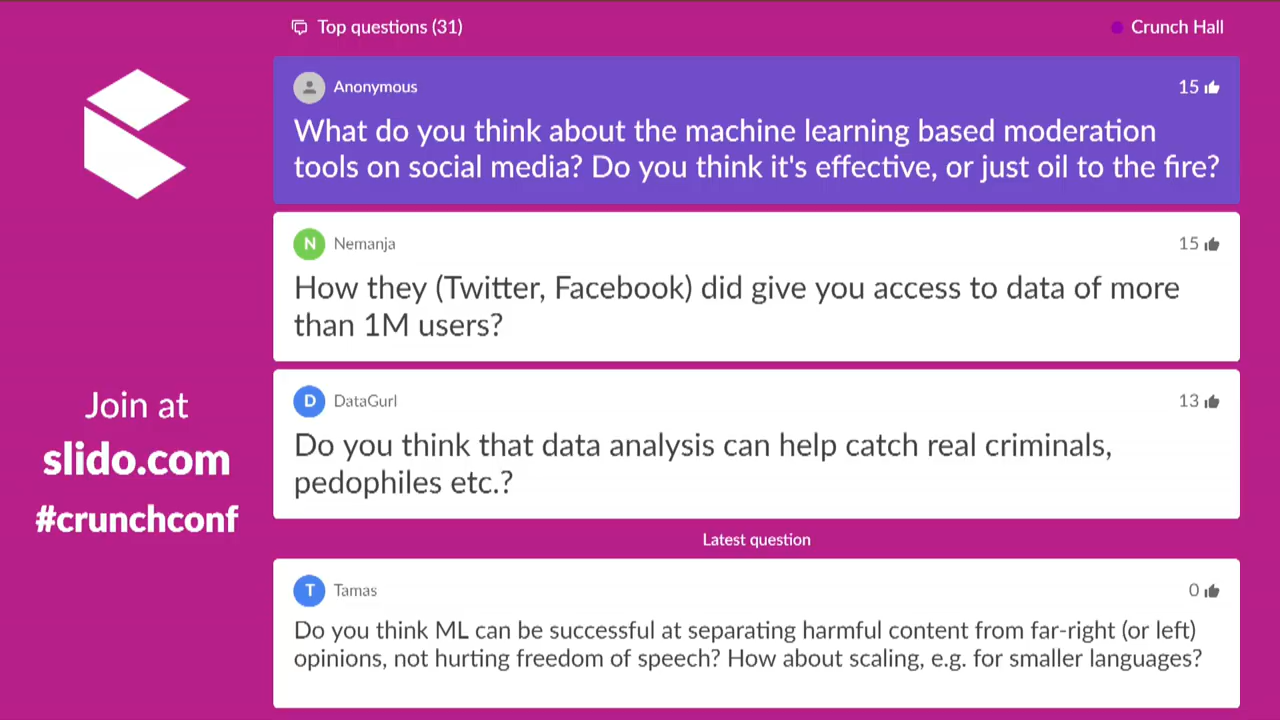 Top questions (31)
Crunch Hall
Anonymous
15
What do you think about the machine learning based moderation
tools on social media? Do you think it's effective, or just oil to the fire?
N
Nemanja
15
How they (Twitter, Facebook) did give you access to data of more
than 1M users?
D
DataGurl
13
Do you think that data analysis can help catch real criminals,
pedophiles etc.?
Join at
slido.com
#crunchconf
Latest question
T
Tamas
0
Do you think ML can be successful at separating harmful content from far-right (or left)
opinions, not hurting freedom of speech? How about scaling, e.g. for smaller languages?